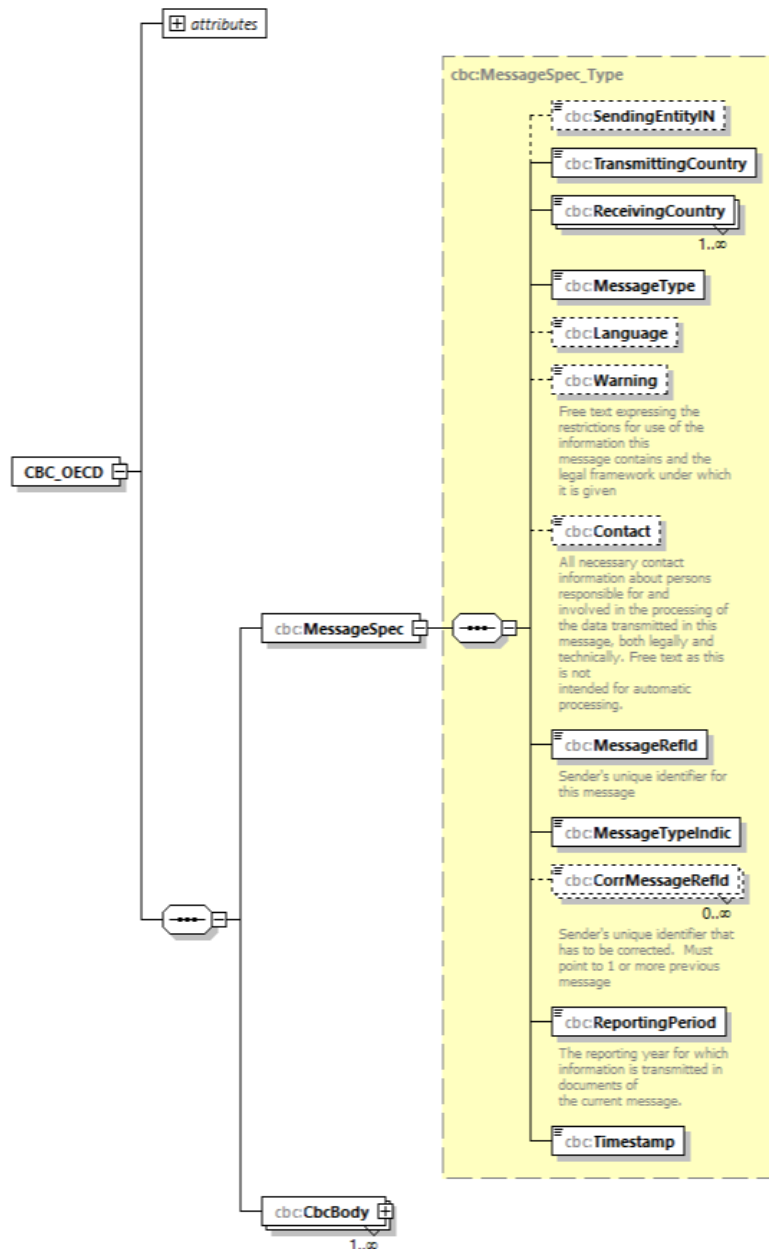 attributes
cbc:MessageSpec_Type
cbc:SendingEntityIN
cbc:TransmittingCountry
cbc:ReceivingCountry
1..∞
cbc:MessageType
cbc:Language
cbc:Warning
Free text expressing the
restrictions for use of the
information this
message contains and the
legal framework under which
it is given
CBC_OECD
cbc:Contact
All necessary contact
information about persons
responsible for and
involved in the processing of
the data transmitted in this
message, both legally and
technically. Free text as this
is not
intended for automatic
processing.
cbc:MessageSpec
cbc:MessageRefId
Sender's unique identifier for
this message
cbc:MessageTypeIndic
cbc:CorrMessageRefId
0..∞
Sender's unique identifier that
has to be corrected.  Must
point to 1 or more previous
message
cbc:ReportingPeriod
The reporting year for which
information is transmitted in
documents of
the current message.
cbc:Timestamp
cbc:CbcBody
1..∞